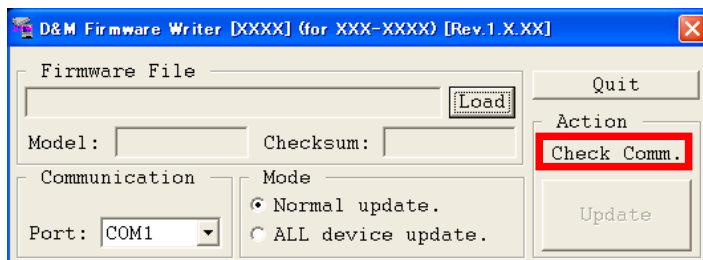 D&M Firmware Writer [XXXX] (for XXX-XXXX) [Rev.1.X.XX]
Firmware File
Load
Quit
Model:
Checksum:
Action
Check Comm.
Communication
Mode
Port: COM1
Normal update.
ALL device update.
Update